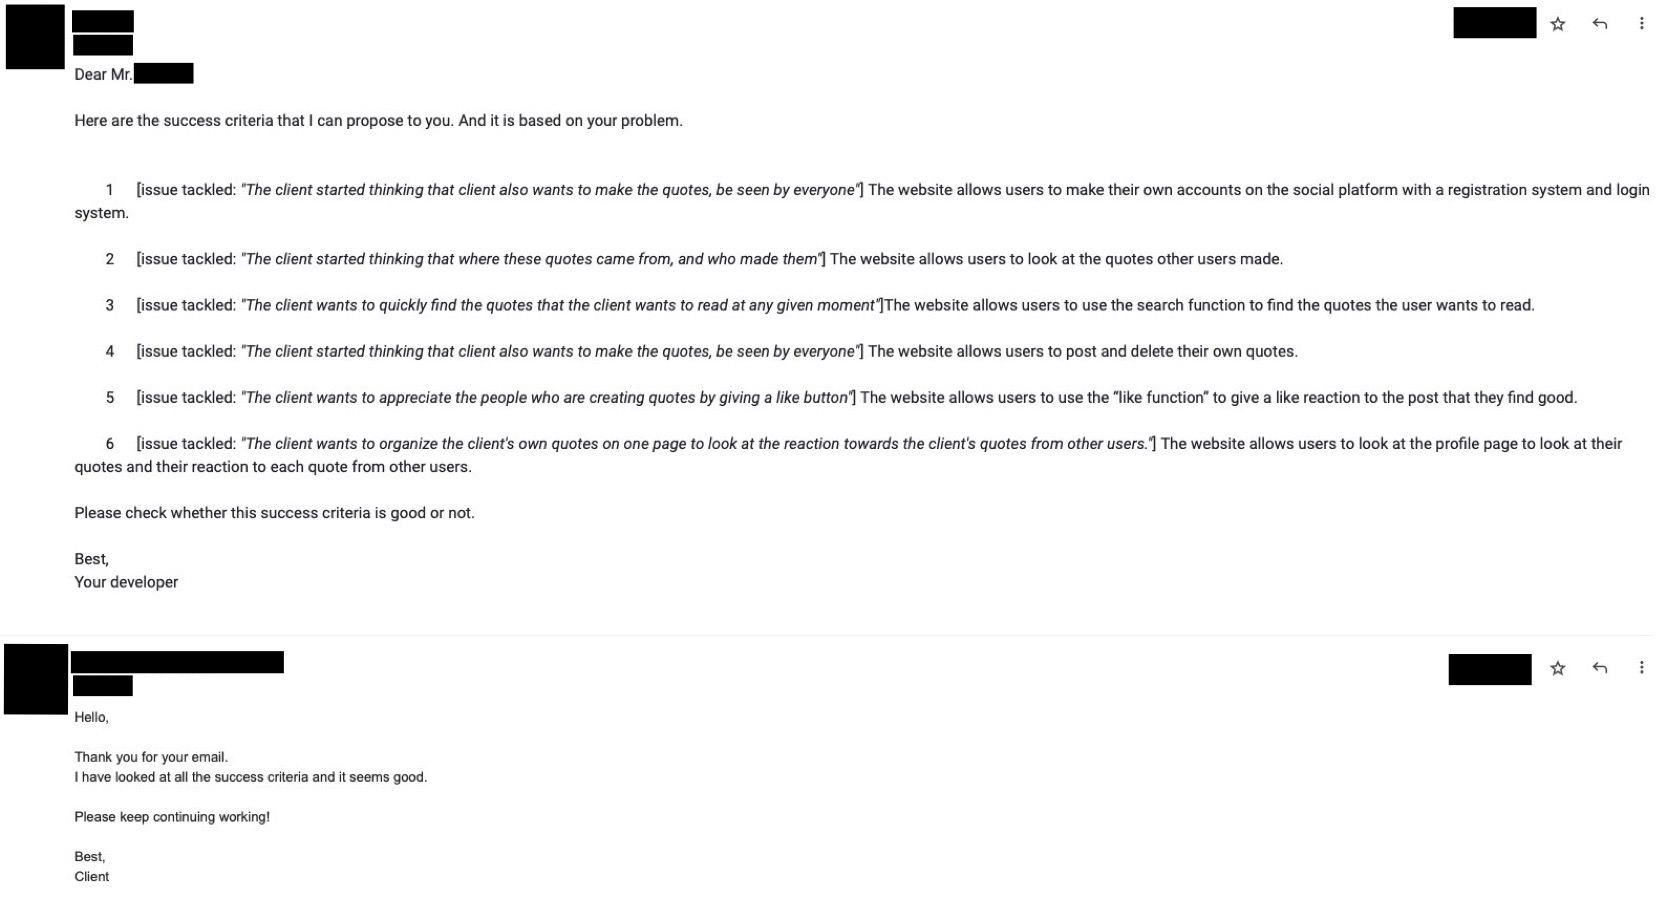 Dear Mr.
Here are the success criteria that I can propose to you. And it is based on your problem.
1 [issue tackled: "The client started thinking that client also wants to make the quotes, be seen by everyone"] The website allows users to make their own accounts on the social platform with a registration system and login
system.
2 [issue tackled: "The client started thinking that where these quotes came from, and who made them"] The website allows users to look at the quotes other users made.
3 [issue tackled: "The client wants to quickly find the quotes that the client wants to read at any given moment"]The website allows users to use the search function to find the quotes the user wants to read.
4 [issue tackled: "The client started thinking that client also wants to make the quotes, be seen by everyone"] The website allows users to post and delete their own quotes.
5 [issue tackled: "The client wants to appreciate the people who are creating quotes by giving a like button"] The website allows users to use the “like function” to give a like reaction to the post that they find good.
6 [issue tackled: "The client wants to organize the client's own quotes on one page to look at the reaction towards the client's quotes from other users."] The website allows users to look at the profile page to look at their
quotes and their reaction to each quote from other users.
Please check whether this success criteria is good or not.
Best,
Your developer
Hello,
Thank you for your email.
I have looked at all the success criteria and it seems good.
Please keep continuing working!
Best,
Client